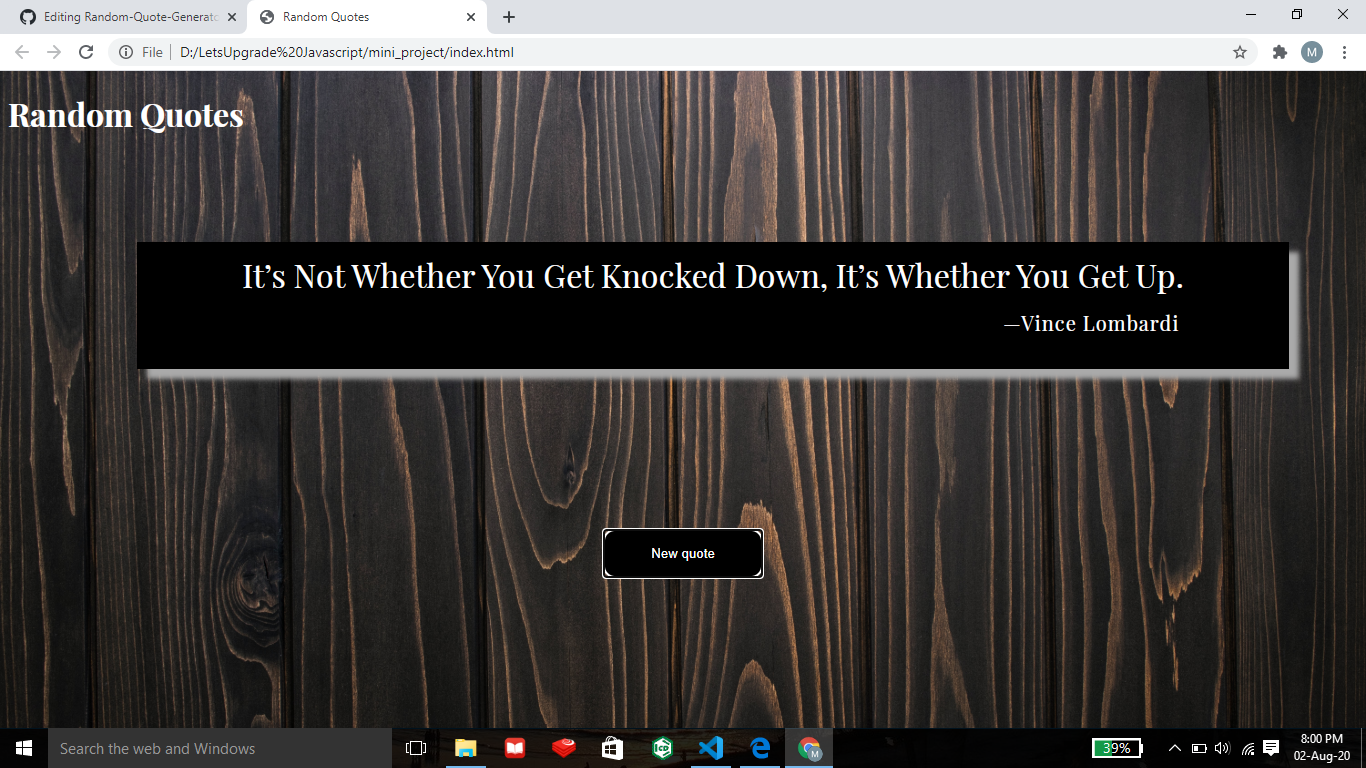 Editing Random-Quote-Generato
Random Quotes
File
D:/LetsUpgrade%20Javascript/mini_project/index.html
M
Random Quotes
It’s Not Whether You Get Knocked Down, It’s Whether You Get Up.
—Vince Lombardi
New quote
Search the web and Windows
M
39%
8:00 PM
02-Aug-20